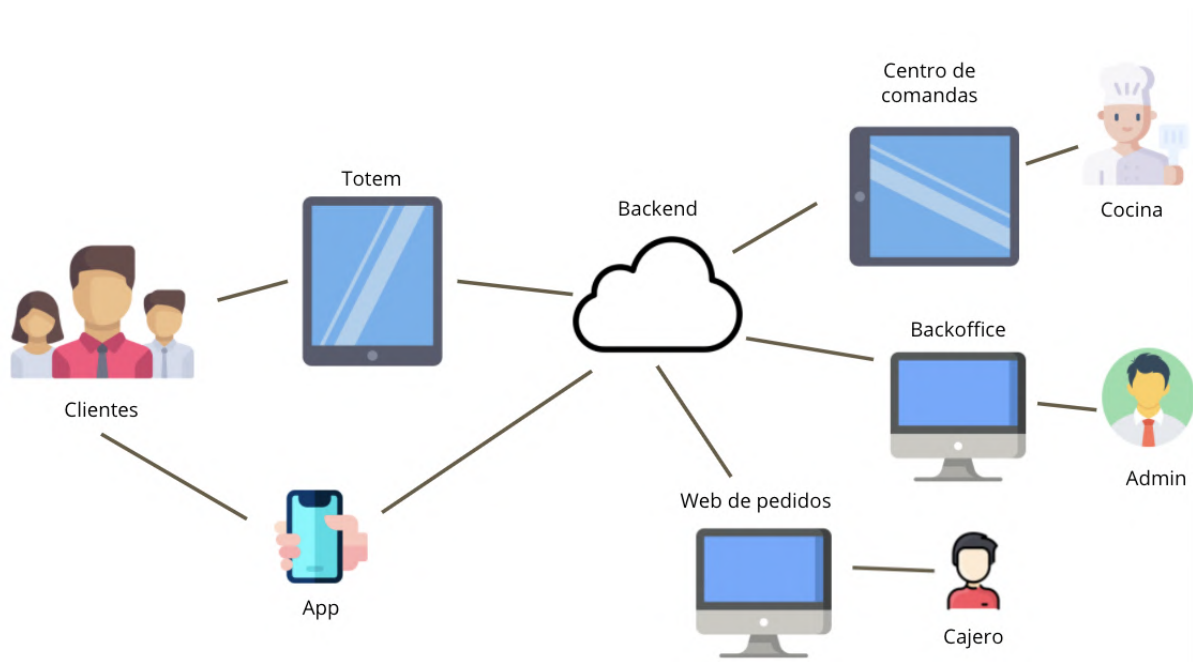 Centro de
comandas
Totem
Backend
Cocina
Backoffice
Clientes
Admin
Web de pedidos
App
Cajero